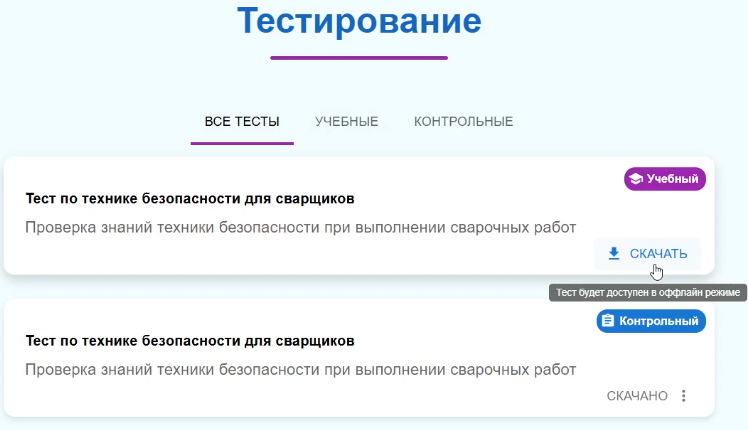 Тестирование
ВСЕ ТЕСТЫ УЧЕБНЫЕ КОНТРОЛЬНЫЕ
Учебный
Тест по технике безопасности для сварщиков
Проверка знаний техники безопасности при выполнении сварочных работ
СКАЧАТЬ
Тест будет доступен в оффлайн режиме
Контрольный
Тест по технике безопасности для сварщиков
Проверка знаний техники безопасности при выполнении сварочных работ
СКАЧАНО